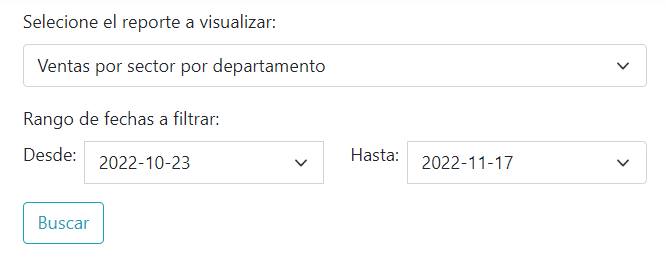 Selecione el reporte a visualizar:
Ventas por sector por departamento
Rango de fechas a filtrar:
Desde: 2022-10-23 Hasta: 2022-11-17
Buscar